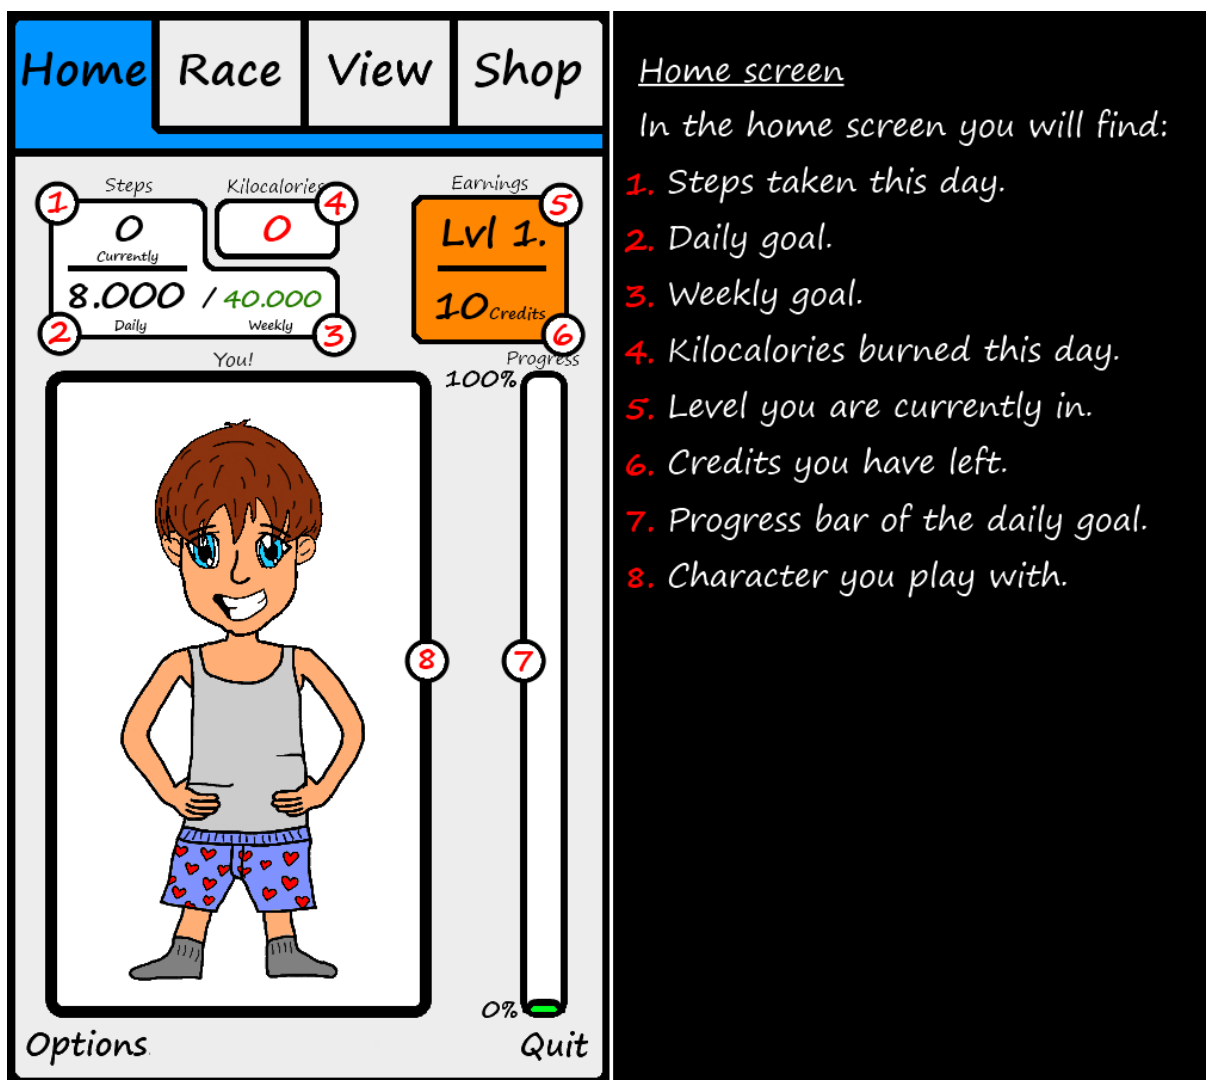 Home Race View Shop
Steps Kilocalories Earnings
1 4 5
0 0 Lvl 1.
Currently
8.000 / 40.000 10 Credits
Daily Weekly
2 3 6
You! Progress
100%
8 7
0%
Options Quit
Home screen
In the home screen you will find:
1. Steps taken this day.
2. Daily goal.
3. Weekly goal.
4. Kilocalories burned this day.
5. Level you are currently in.
6. Credits you have left.
7. Progress bar of the daily goal.
8. Character you play with.